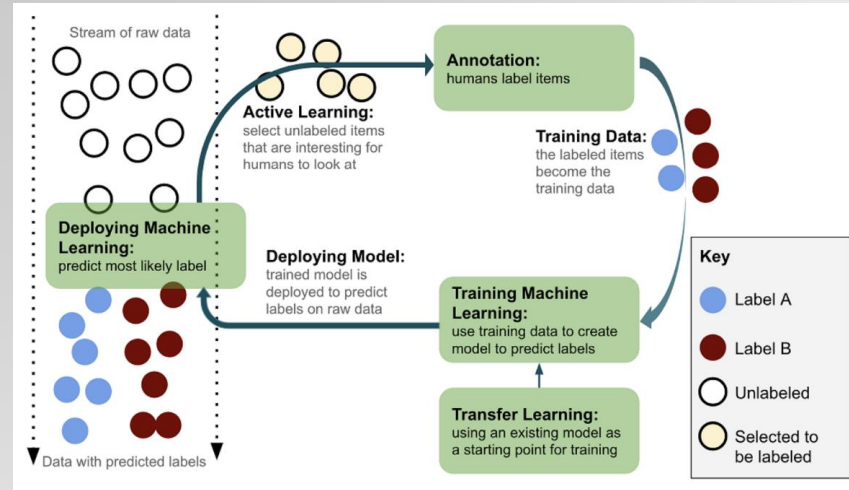 Stream of raw data
Active Learning:
select unlabeled items
that are interesting for
humans to look at
Annotation:
humans label items
Training Data:
the labeled items
become the
training data
Deploying Machine
Learning:
predict most likely label
Deploying Model:
trained model is
deployed to predict
labels on raw data
Training Machine
Learning:
use training data to create
model to predict labels
Transfer Learning:
using an existing model as
a starting point for training
Data with predicted labels
Key
Label A
Label B
Unlabeled
Selected to
be labeled